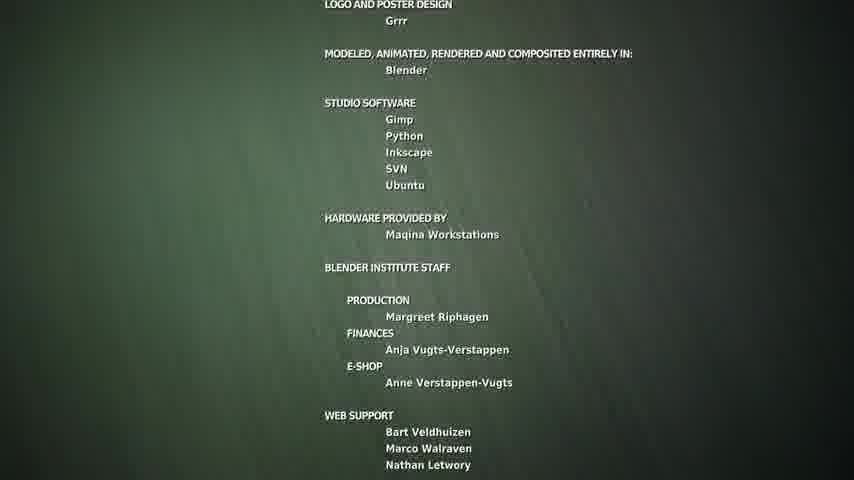 LOGO AND POSTER DESIGN
Grrr
MODELED, ANIMATED, RENDERED AND COMPOSITED ENTIRELY IN:
Blender
STUDIO SOFTWARE
Gimp
Python
Inkscape
SVN
Ubuntu
HARDWARE PROVIDED BY
Maqina Workstations
BLENDER INSTITUTE STAFF
PRODUCTION
Margreet Riphagen
FINANCES
Anja Vugts-Verstappen
E-SHOP
Anne Verstappen-Vugts
WEB SUPPORT
Bart Veldhuizen
Marco Walraven
Nathan Letwory